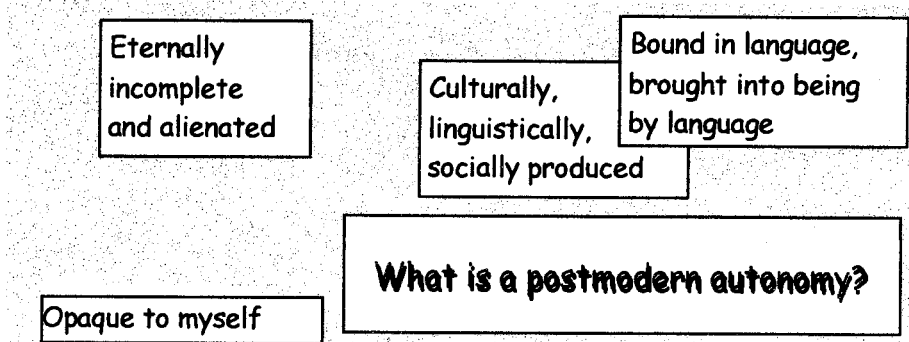 Eternally
incomplete
and alienated
Culturally,
linguistically,
socially produced
Bound in language,
brought into being
by language
What is a postmodern autonomy?
Opaque to myself